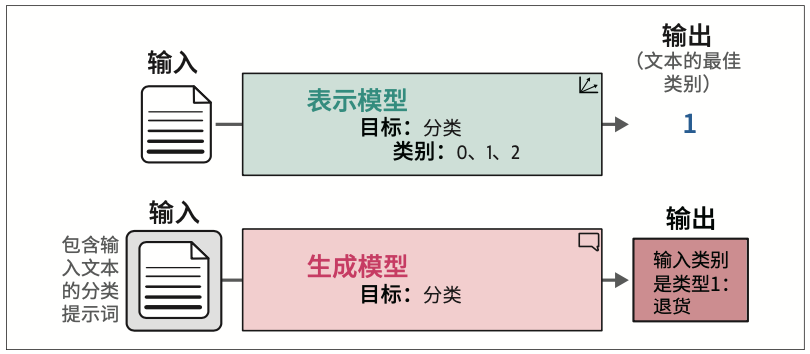 输入
表示模型
目标：分类
类别：0、1、2
输出
（文本的最佳
类别）
1
输入
包含输
入文本
的分类
提示词
生成模型
目标：分类
输出
输入类别
是类型1：
退货